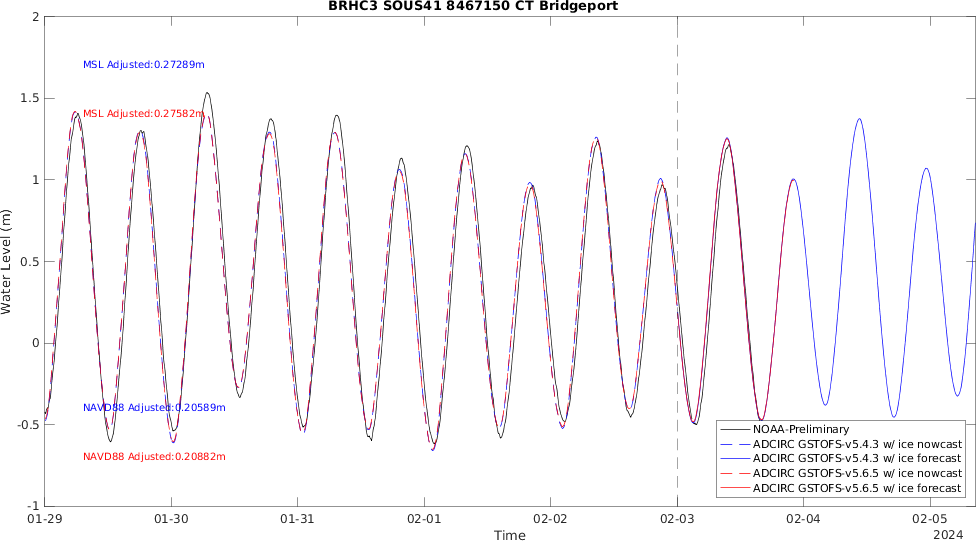 BRHC3 SOUS41 8467150 CT Bridgeport
2
MSL Adjusted:0.27289m
1.5
MSL Adjusted:0.27582m
1
0.5
Water Level (m)
0
NAVD88 Adjusted:0.20589m
-0.5
NAVD88 Adjusted:0.20882m
-1
NOAA-Preliminary
ADCIRC GSTOFS-v5.4.3 w/ ice nowcast
ADCIRC GSTOFS-v5.4.3 w/ ice forecast
ADCIRC GSTOFS-v5.6.5 w/ ice nowcast
ADCIRC GSTOFS-v5.6.5 w/ ice forecast
01-29 01-30 01-31 02-01 02-02 02-03 02-04 02-05
Time
2024